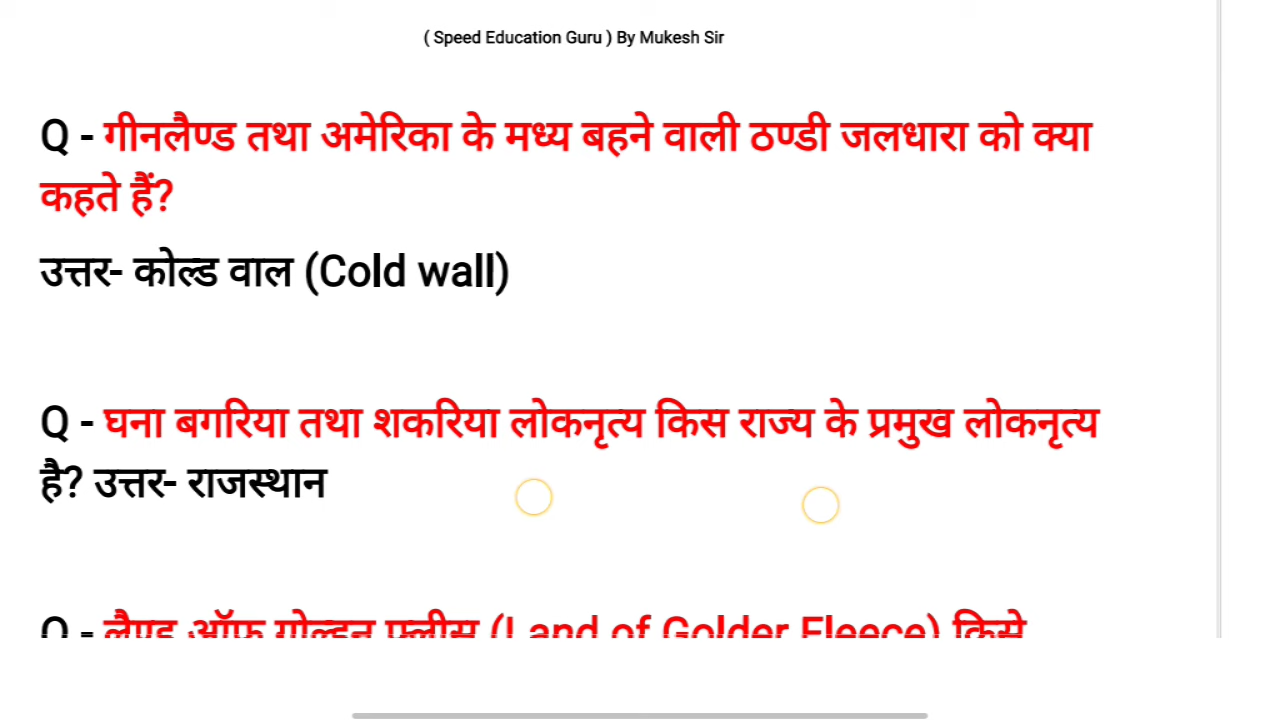 ( Speed Education Guru ) By Mukesh Sir
Q - गीनलैण्ड तथा अमेरिका के मध्य बहने वाली ठण्डी जलधारा को क्या
कहते हैं?
उत्तर- कोल्ड वाल (Cold wall)
Q - घना बगरिया तथा शकरिया लोकनृत्य किस राज्य के प्रमुख लोकनृत्य
है? उत्तर- राजस्थान
Q - लैण्ड ऑफ गोल्डन फ्लीस (Land of Golder Fleece) किसे